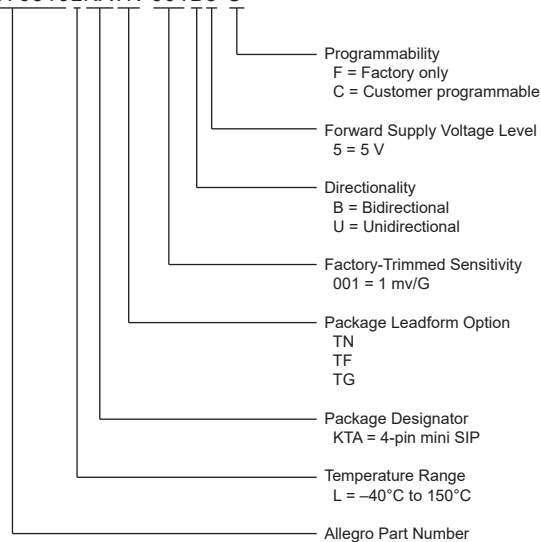 Programmability
F = Factory only
C = Customer programmable
Forward Supply Voltage Level
5 = 5 V
Directionality
B = Bidirectional
U = Unidirectional
Factory-Trimmed Sensitivity
001 = 1 mv/G
Package Leadform Option
TN
TF
TG
Package Designator
KTA = 4-pin mini SIP
Temperature Range
L = –40°C to 150°C
Allegro Part Number